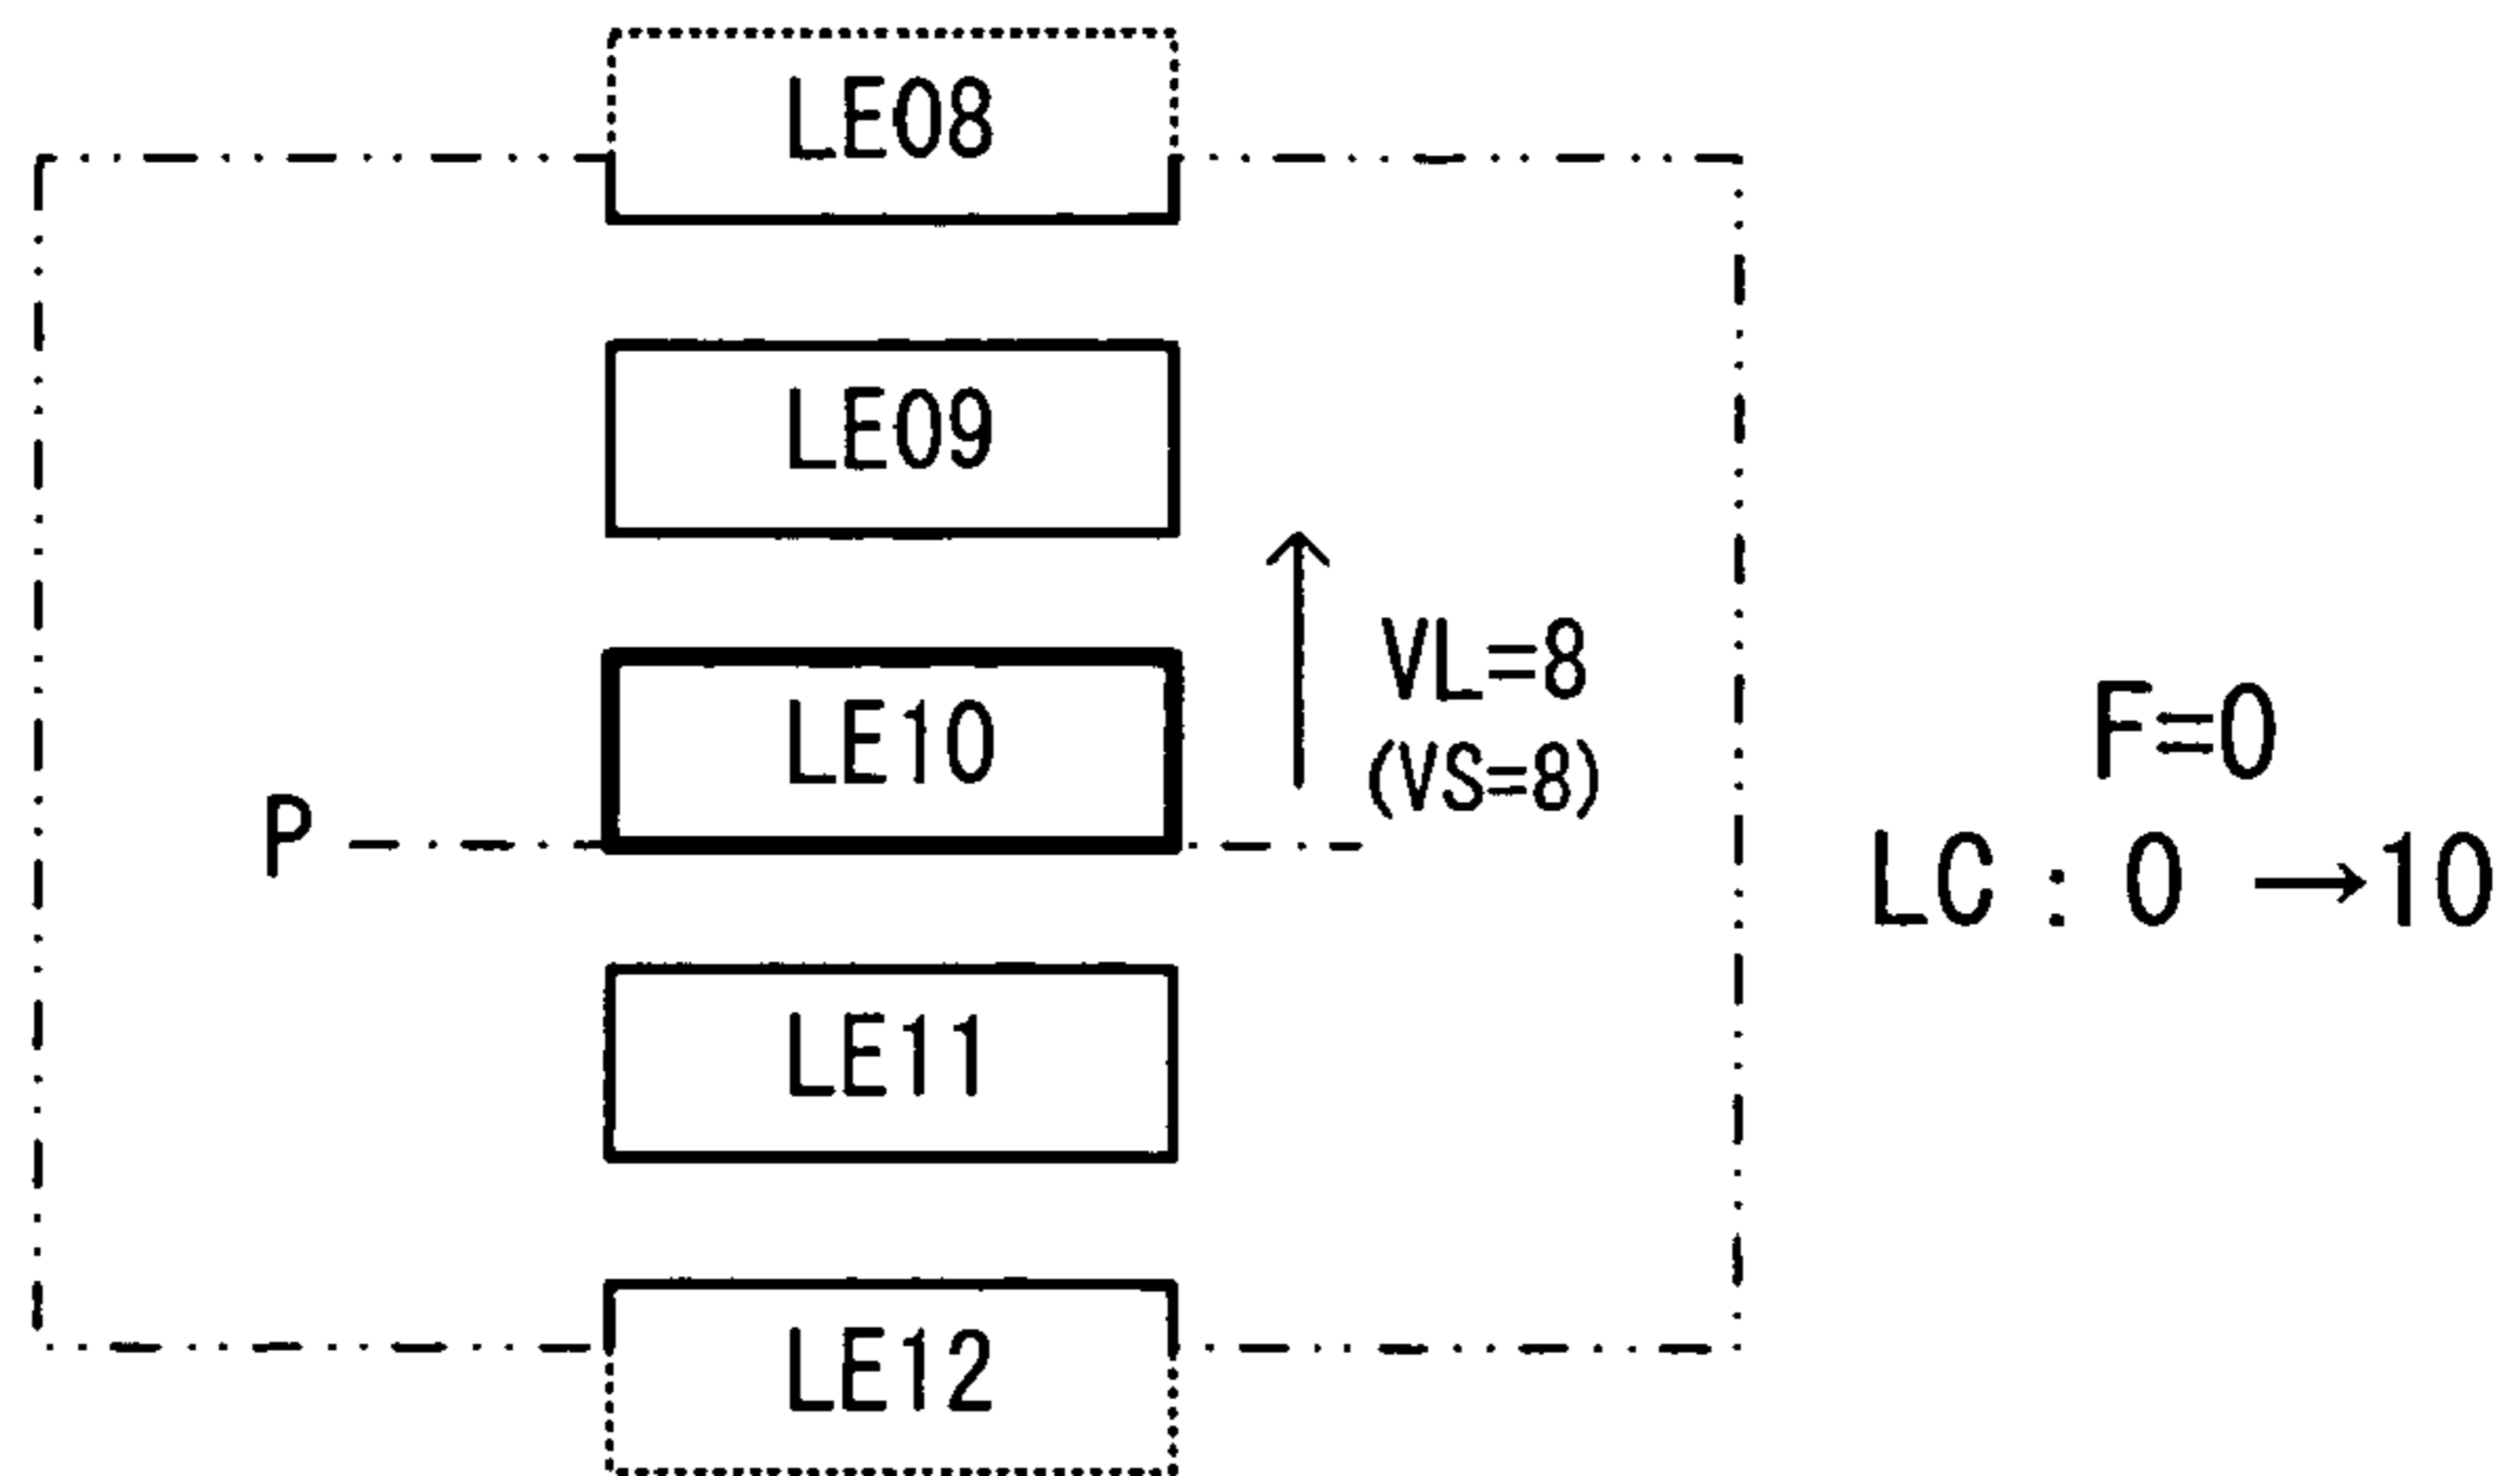 LE08
LE09
LE10
VL=8
(VS=8)
P
F=0
LC : 0 →10
LE11
LE12